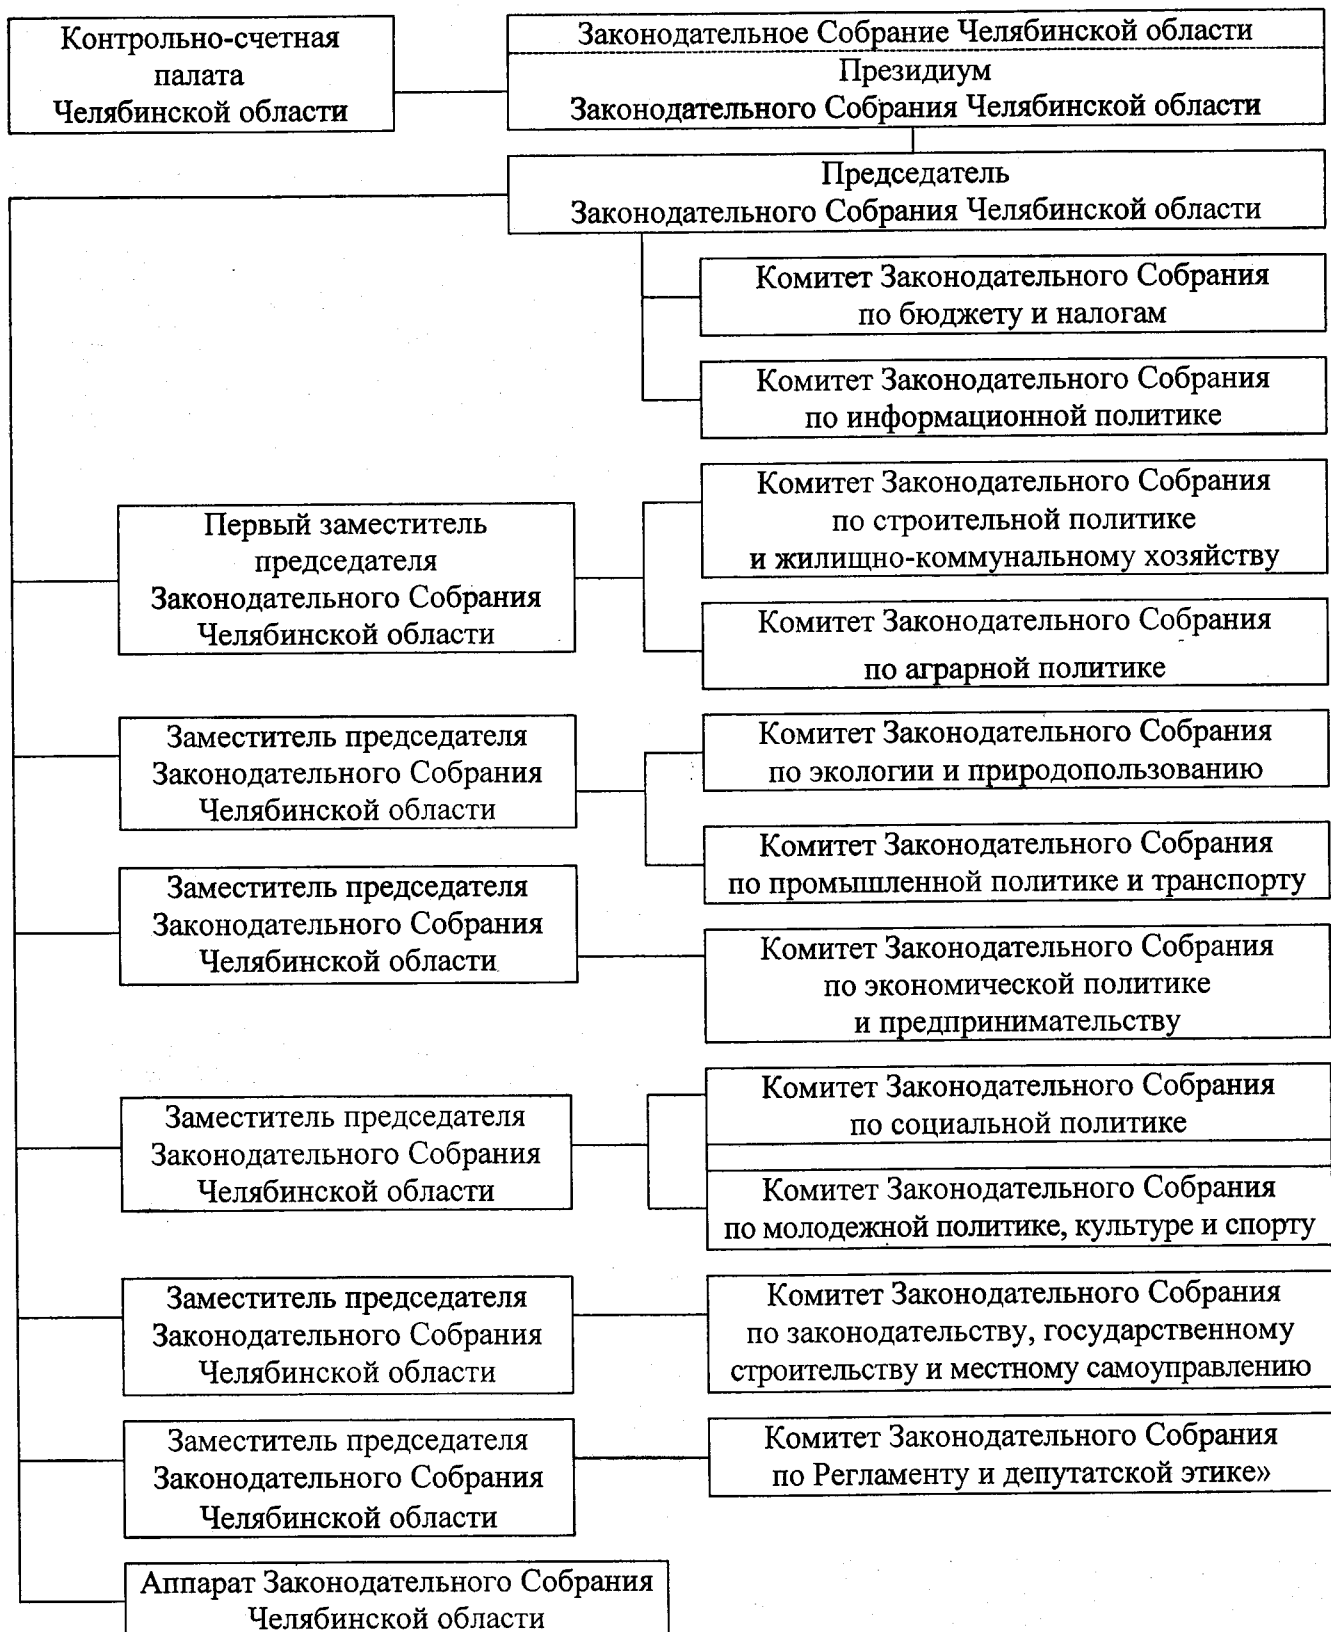 Контрольно-счетная
палата
Челябинской области
Законодательное Собрание Челябинской области
Президиум
Законодательного Собрания Челябинской области
Председатель
Законодательного Собрания Челябинской области
Комитет Законодательного Собрания
по бюджету и налогам
Комитет Законодательного Собрания
по информационной политике
Первый заместитель
председателя
Законодательного Собрания
Челябинской области
Комитет Законодательного Собрания
по строительной политике
и жилищно-коммунальному хозяйству
Комитет Законодательного Собрания
по аграрной политике
Заместитель председателя
Законодательного Собрания
Челябинской области
Комитет Законодательного Собрания
по экологии и природопользованию
Комитет Законодательного Собрания
по промышленной политике и транспорту
Заместитель председателя
Законодательного Собрания
Челябинской области
Комитет Законодательного Собрания
по экономической политике
и предпринимательству
Заместитель председателя
Законодательного Собрания
Челябинской области
Комитет Законодательного Собрания
по социальной политике
Комитет Законодательного Собрания
по молодежной политике, культуре и спорту
Заместитель председателя
Законодательного Собрания
Челябинской области
Комитет Законодательного Собрания
по законодательству, государственному
строительству и местному самоуправлению
Заместитель председателя
Законодательного Собрания
Челябинской области
Комитет Законодательного Собрания
по Регламенту и депутатской этике»
Аппарат Законодательного Собрания
Челябинской области